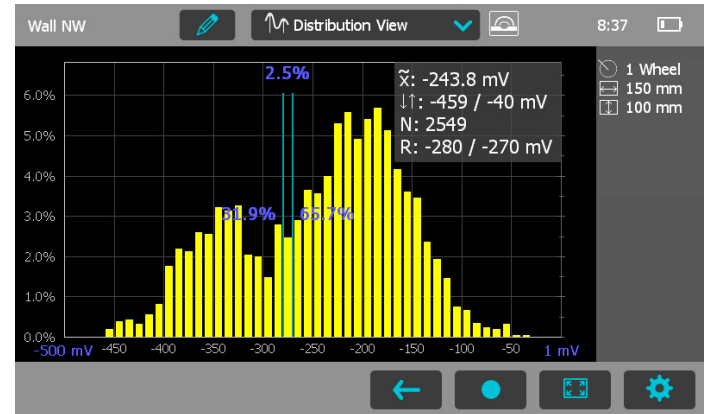 Wall NW
Distribution View
8:37
1 Wheel
150 mm
100 mm
2.5%
x̃: -243.8 mV
↓↑: -459 / -40 mV
N: 2549
R: -280 / -270 mV
31.9%
65.7%
6.0%
5.0%
4.0%
3.0%
2.0%
1.0%
0.0%
-500 mV -450 -400 -350 -300 -250 -200 -150 -100 -50 1 mV